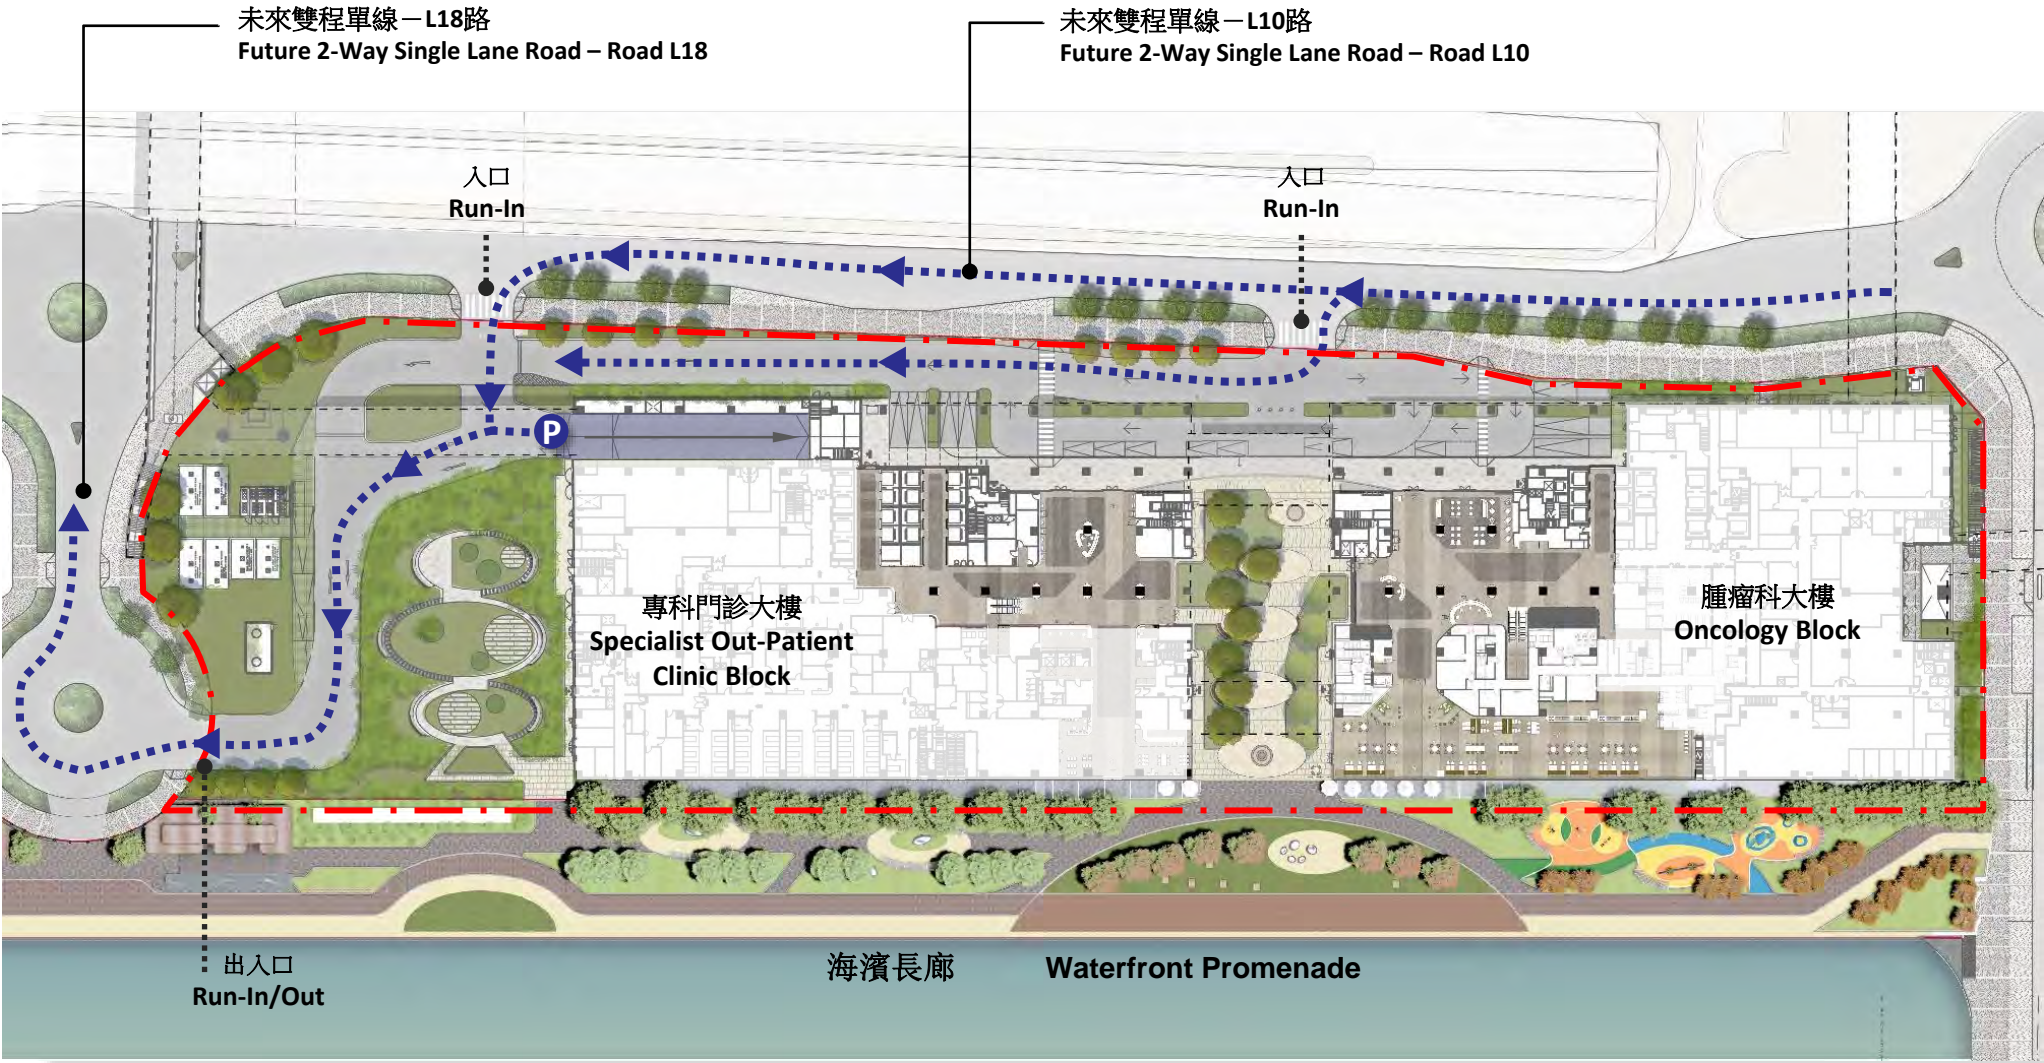 未來雙程單線－L18路
Future 2-Way Single Lane Road – Road L18
未來雙程單線－L10路
Future 2-Way Single Lane Road – Road L10
入口
Run-In
入口
Run-In
P
800
專科門診大樓
Specialist Out-Patient
Clinic Block
腫瘤科大樓
Oncology Block
出入口
Run-In/Out
海濱長廊 Waterfront Promenade